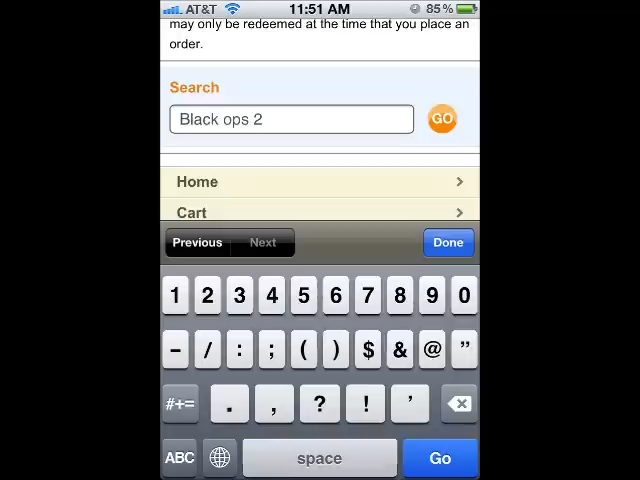 AT&T 11:51 AM 85%
may only be redeemed at the time that you place an
order.
Search
Black ops 2 GO
Home
Cart
Previous Next Done
1 2 3 4 5 6 7 8 9 0
- / : ; ( ) $ & @ ”
#+= . , ? ! ’
ABC space Go